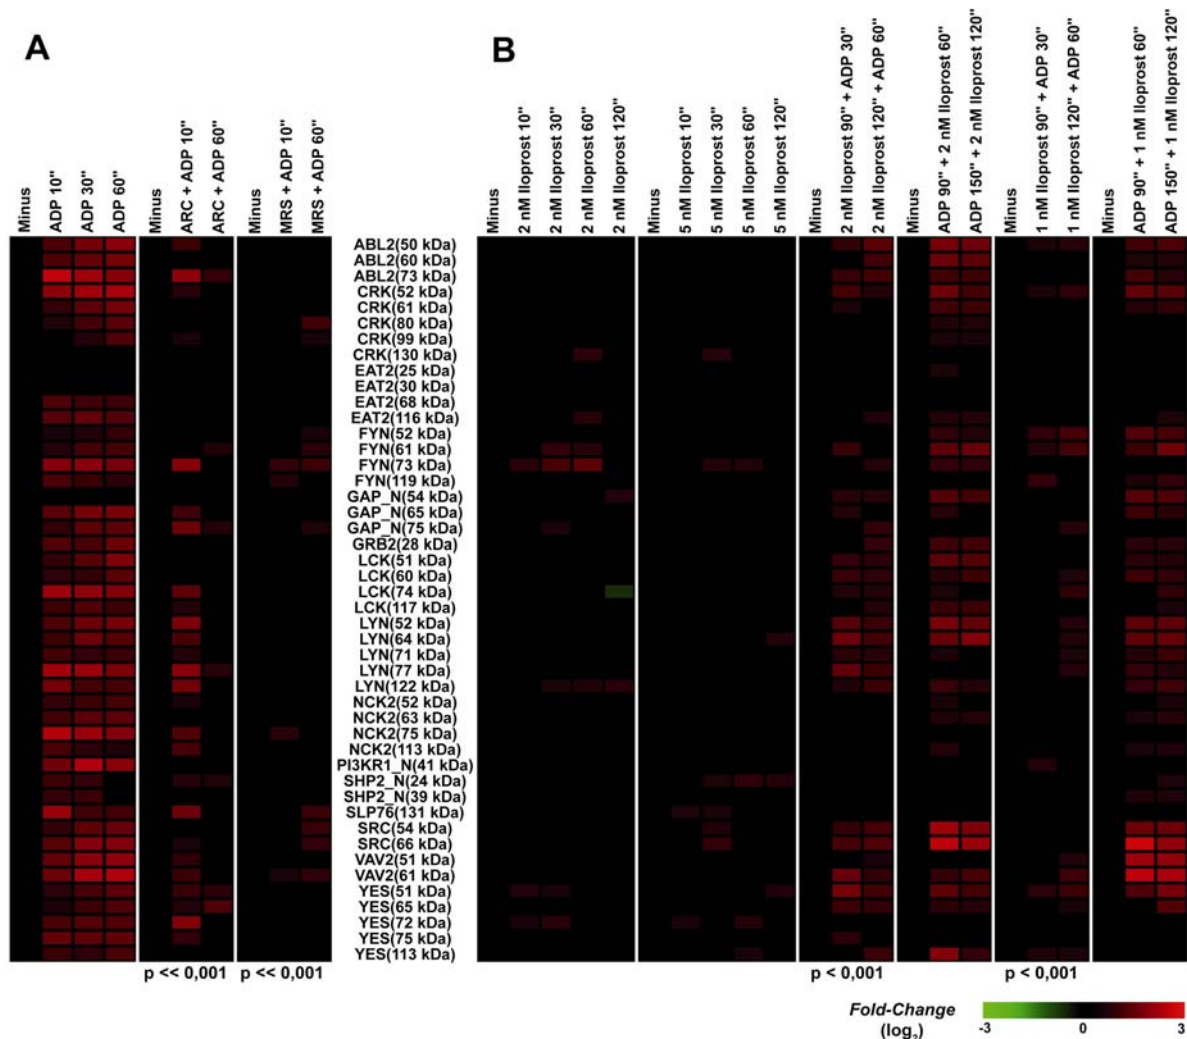 A
B
Minus
ADP 10"
ADP 30"
ADP 60"
Minus
ARC + ADP 10"
ARC + ADP 60"
Minus
MRS + ADP 10"
MRS + ADP 60"
Minus
2 nM Iloprost 10"
2 nM Iloprost 30"
2 nM Iloprost 60"
2 nM Iloprost 120"
Minus
5 nM Iloprost 10"
5 nM Iloprost 30"
5 nM Iloprost 60"
5 nM Iloprost 120"
Minus
2 nM Iloprost 90" + ADP 30"
2 nM Iloprost 120" + ADP 60"
Minus
ADP 90" + 2 nM Iloprost 60"
ADP 150" + 2 nM Iloprost 120"
Minus
1 nM Iloprost 90" + ADP 30"
1 nM Iloprost 120" + ADP 60"
Minus
ADP 90" + 1 nM Iloprost 60"
ADP 150" + 1 nM Iloprost 120"
ABL2(50 kDa)
ABL2(60 kDa)
ABL2(73 kDa)
CRK(52 kDa)
CRK(61 kDa)
CRK(80 kDa)
CRK(99 kDa)
CRK(130 kDa)
EAT2(25 kDa)
EAT2(30 kDa)
EAT2(68 kDa)
EAT2(116 kDa)
FYN(52 kDa)
FYN(61 kDa)
FYN(73 kDa)
FYN(119 kDa)
GAP_N(54 kDa)
GAP_N(65 kDa)
GAP_N(75 kDa)
GRB2(28 kDa)
LCK(51 kDa)
LCK(60 kDa)
LCK(74 kDa)
LCK(117 kDa)
LYN(52 kDa)
LYN(64 kDa)
LYN(71 kDa)
LYN(77 kDa)
LYN(122 kDa)
NCK2(52 kDa)
NCK2(63 kDa)
NCK2(75 kDa)
NCK2(113 kDa)
PI3KR1_N(41 kDa)
SHP2_N(24 kDa)
SHP2_N(39 kDa)
SLP76(131 kDa)
SRC(54 kDa)
SRC(66 kDa)
VAV2(51 kDa)
VAV2(61 kDa)
YES(51 kDa)
YES(65 kDa)
YES(72 kDa)
YES(75 kDa)
YES(113 kDa)
p << 0,001
p << 0,001
p < 0,001
p < 0,001
Fold-Change
(log₂)
-3
0
3